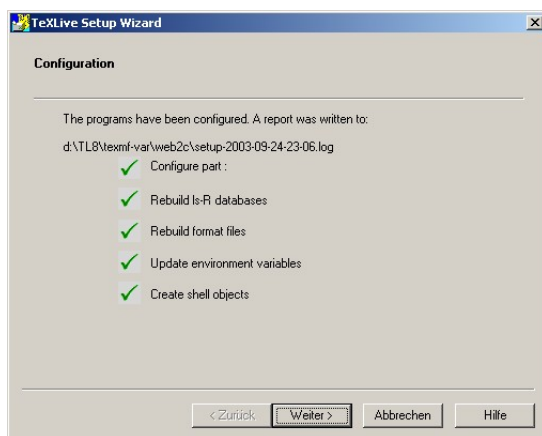 TeXLive Setup Wizard
Configuration
The programs have been configured. A report was written to:
d:\TL8\texmf-var\web2c\setup-2003-09-24-23-06.log
Configure part :
Rebuild ls-R databases
Rebuild format files
Update environment variables
Create shell objects
< Zurück Weiter > Abbrechen Hilfe